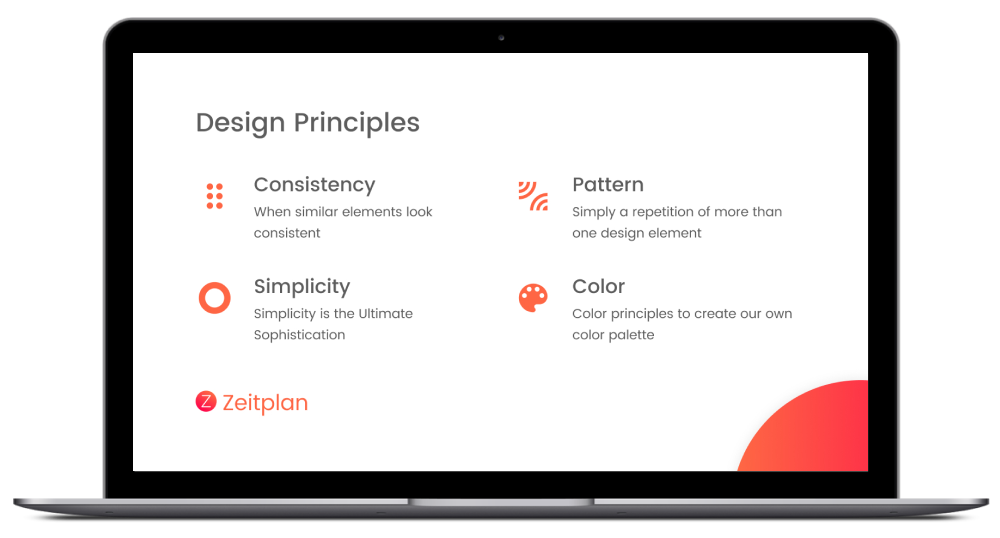 Design Principles
Consistency
When similar elements look
consistent
Pattern
Simply a repetition of more than
one design element
Simplicity
Simplicity is the Ultimate
Sophistication
Color
Color principles to create our own
color palette
Z Zeitplan